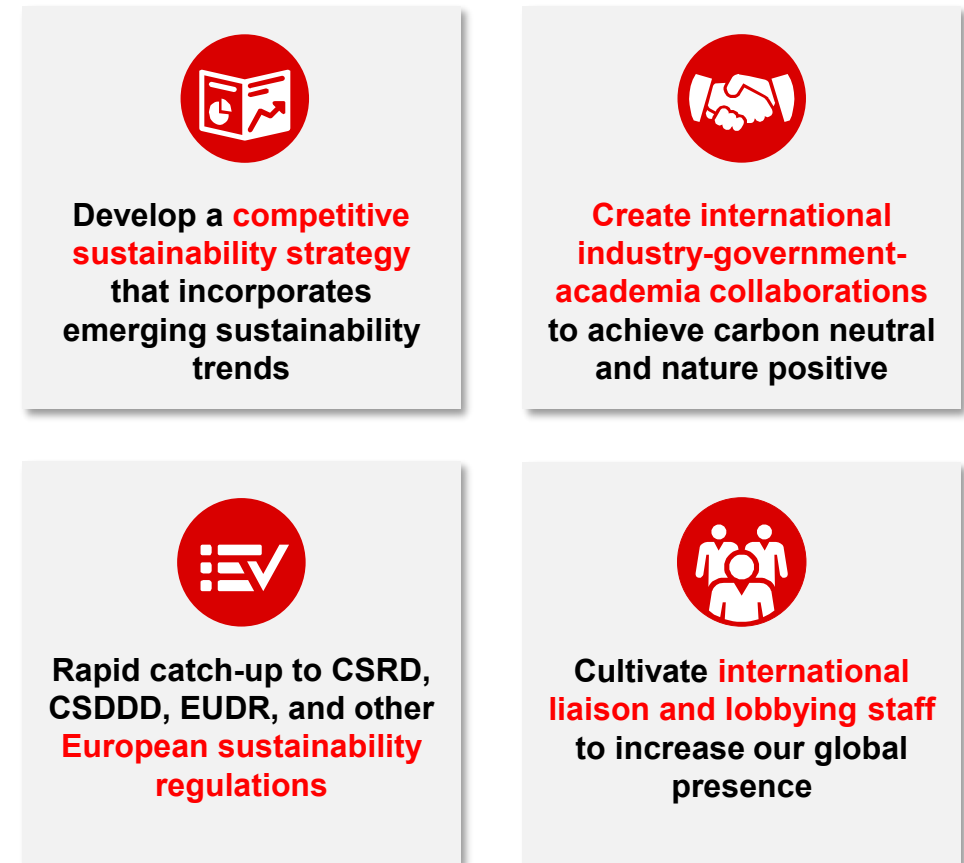 Develop a competitive
sustainability strategy
that incorporates
emerging sustainability
trends
Create international
industry-government-
academia collaborations
to achieve carbon neutral
and nature positive
Rapid catch-up to CSRD,
CSDDD, EUDR, and other
European sustainability
regulations
Cultivate international
liaison and lobbying staff
to increase our global
presence